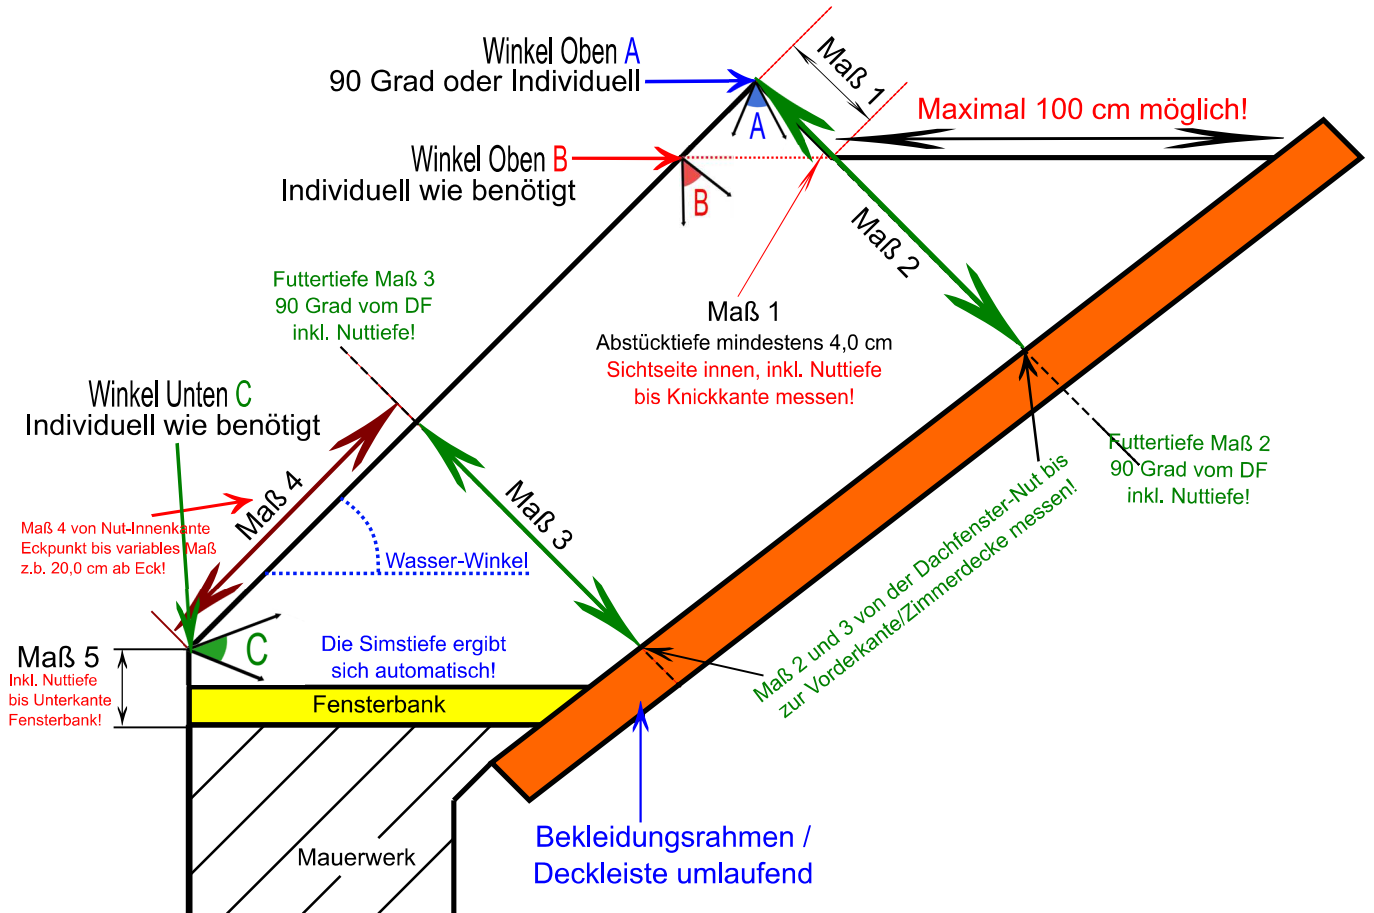 Winkel Oben A
90 Grad oder Individuell
A
Maß 1
Maximal 100 cm möglich!
Winkel Oben B
Individuell wie benötigt
B
Maß 2
Futtertiefe Maß 3
90 Grad vom DF
inkl. Nuttiefe!
Maß 1
Abstücktiefe mindestens 4,0 cm
Sichtseite innen, inkl. Nuttiefe
bis Knickkante messen!
Winkel Unten C
Individuell wie benötigt
Maß 4
Maß 4 von Nut-Innenkante
Eckpunkt bis variables Maß
z.b. 20,0 cm ab Eck!
Maß 3
Wasser-Winkel
Futtertiefe Maß 2
90 Grad vom DF
inkl. Nuttiefe!
Maß 2 und 3 von der Dachfenster-Nut bis
zur Vorderkante/Zimmerdecke messen!
C
Maß 5
Inkl. Nuttiefe
bis Unterkante
Fensterbank!
Die Simstiefe ergibt
sich automatisch!
Fensterbank
Bekleidungsrahmen /
Deckleiste umlaufend
Mauerwerk